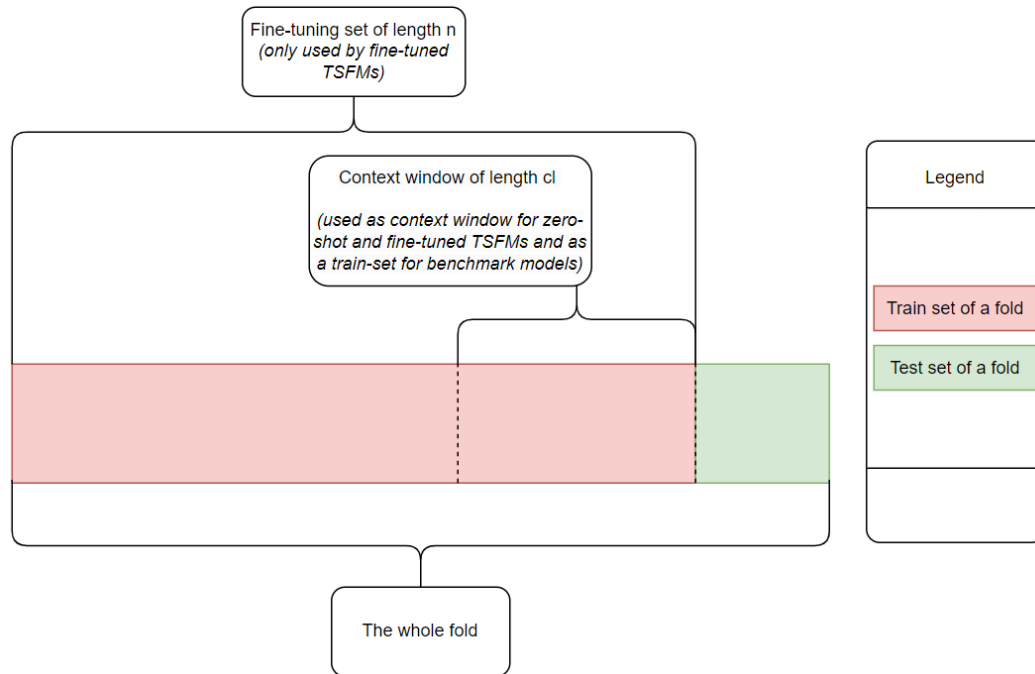 Fine-tuning set of length n
(only used by fine-tuned
TSFMs)
Context window of length cl
(used as context window for zero-
shot and fine-tuned TSFMs and as
a train-set for benchmark models)
Legend
Train set of a fold
Test set of a fold
The whole fold